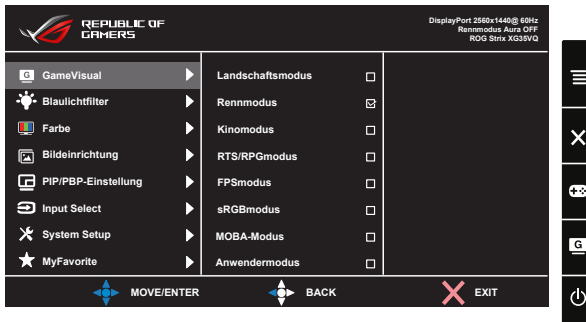 REPUBLIC OF
GAMERS
DisplayPort 2560x1440@ 60Hz
Rennmodus Aura OFF
ROG Strix XG35VQ
G GameVisual
Blaulichtfilter
Farbe
Bildeinrichtung
PIP/PBP-Einstellung
Input Select
System Setup
MyFavorite
Landschaftsmodus
Rennmodus
Kinomodus
RTS/RPGmodus
FPSmodus
sRGBmodus
MOBA-Modus
Anwendermodus
MOVE/ENTER
BACK
EXIT
G